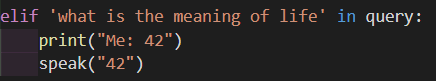 elif 'what is the meaning of life' in query:
    print("Me: 42")
    speak("42")